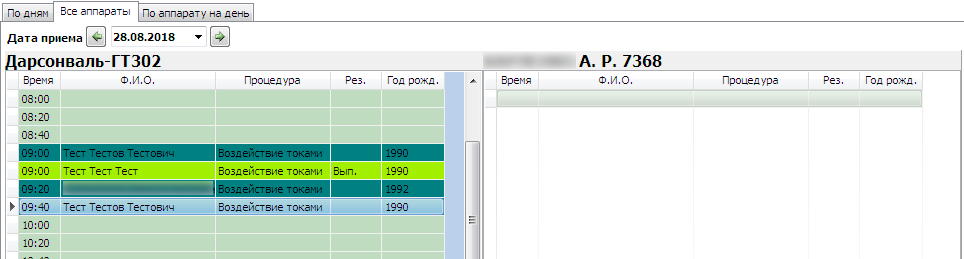 По дням Все аппараты По аппарату на день
Дата приема 28.08.2018
Дарсонваль-ГТ302 А. Р. 7368
Время Ф.И.О. Процедура Рез. Год рожд. Время Ф.И.О. Процедура Рез. Год рожд.
08:00
08:20
08:40
09:00 Тест Тестов Тестович Воздействие токами 1990
09:00 Тест Тест Тест Воздействие токами Вып. 1990
09:20 Воздействие токами 1992
09:40 Тест Тестов Тестович Воздействие токами 1990
10:00
10:20